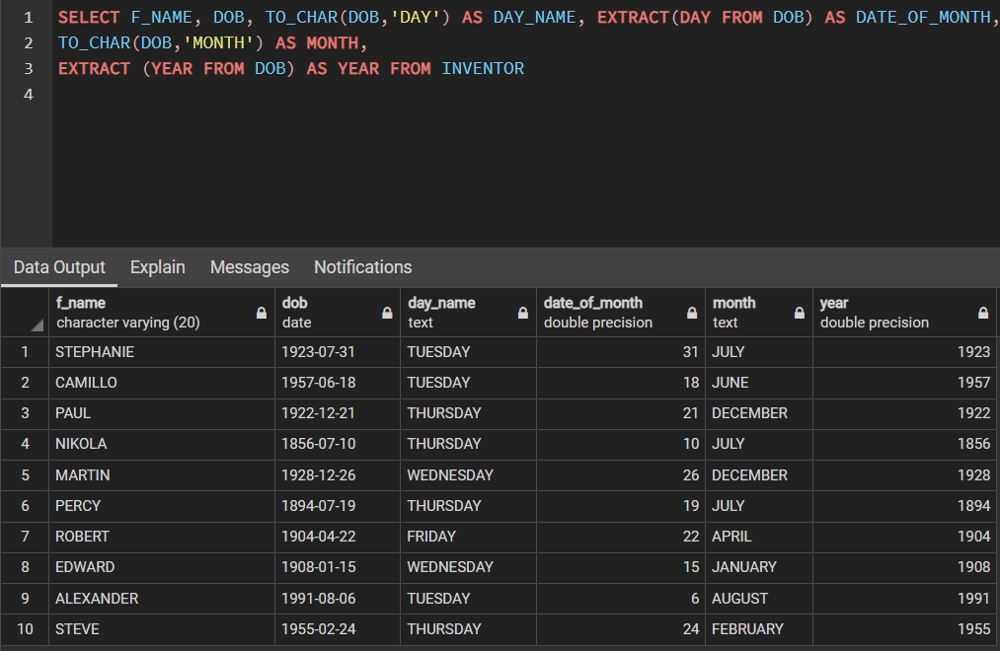 1 SELECT F_NAME, DOB, TO_CHAR(DOB,'DAY') AS DAY_NAME, EXTRACT(DAY FROM DOB) AS DATE_OF_MONTH,
2 TO_CHAR(DOB,'MONTH') AS MONTH,
3 EXTRACT (YEAR FROM DOB) AS YEAR FROM INVENTOR
4
Data Output Explain Messages Notifications
f_name dob day_name date_of_month month year
character varying (20) date text double precision text double precision
1 STEPHANIE 1923-07-31 TUESDAY 31 JULY 1923
2 CAMILLO 1957-06-18 TUESDAY 18 JUNE 1957
3 PAUL 1922-12-21 THURSDAY 21 DECEMBER 1922
4 NIKOLA 1856-07-10 THURSDAY 10 JULY 1856
5 MARTIN 1928-12-26 WEDNESDAY 26 DECEMBER 1928
6 PERCY 1894-07-19 THURSDAY 19 JULY 1894
7 ROBERT 1904-04-22 FRIDAY 22 APRIL 1904
8 EDWARD 1908-01-15 WEDNESDAY 15 JANUARY 1908
9 ALEXANDER 1991-08-06 TUESDAY 6 AUGUST 1991
10 STEVE 1955-02-24 THURSDAY 24 FEBRUARY 1955